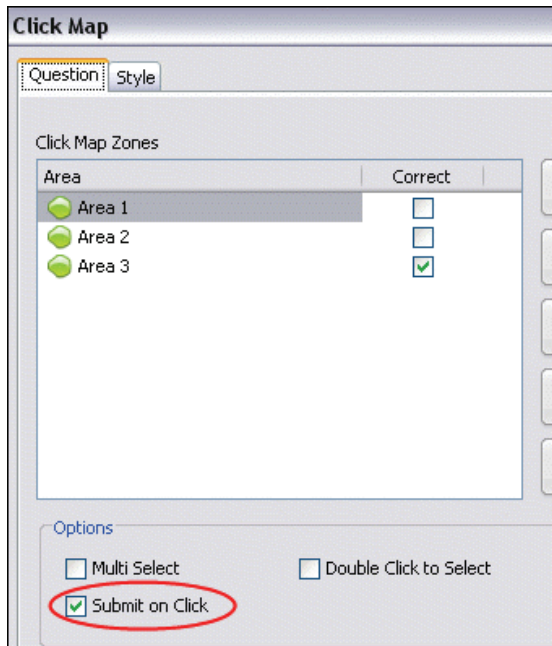 Click Map
Question Style
Click Map Zones
Area Correct
Area 1
Area 2
Area 3
Options
Multi Select Double Click to Select
Submit on Click